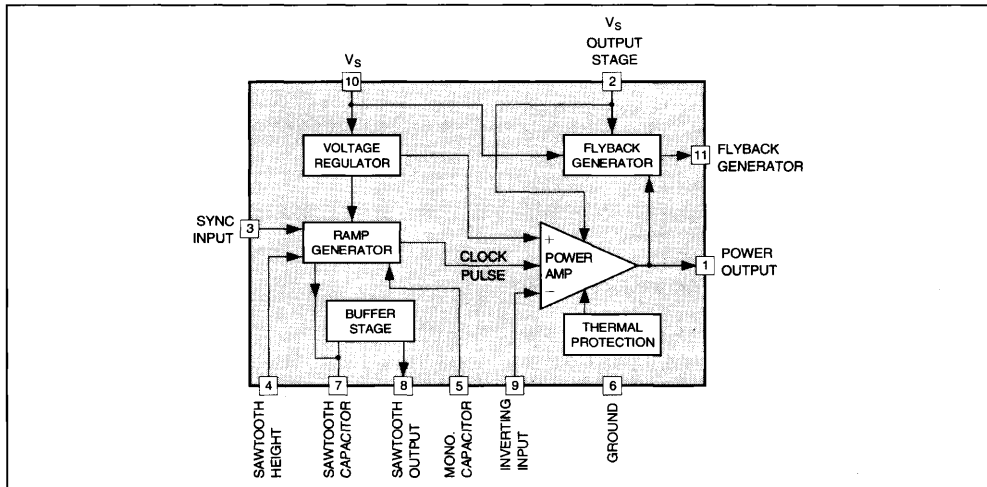 V_S
OUTPUT
STAGE
2
V_S
10
VOLTAGE
REGULATOR
FLYBACK
GENERATOR
11
FLYBACK
GENERATOR
SYNC
INPUT
3
RAMP
GENERATOR
CLOCK
PULSE
+
POWER
AMP
−
1
POWER
OUTPUT
BUFFER
STAGE
THERMAL
PROTECTION
4
7
8
5
9
6
SAWTOOTH
HEIGHT
SAWTOOTH
CAPACITOR
SAWTOOTH
OUTPUT
MONO.
CAPACITOR
INVERTING
INPUT
GROUND